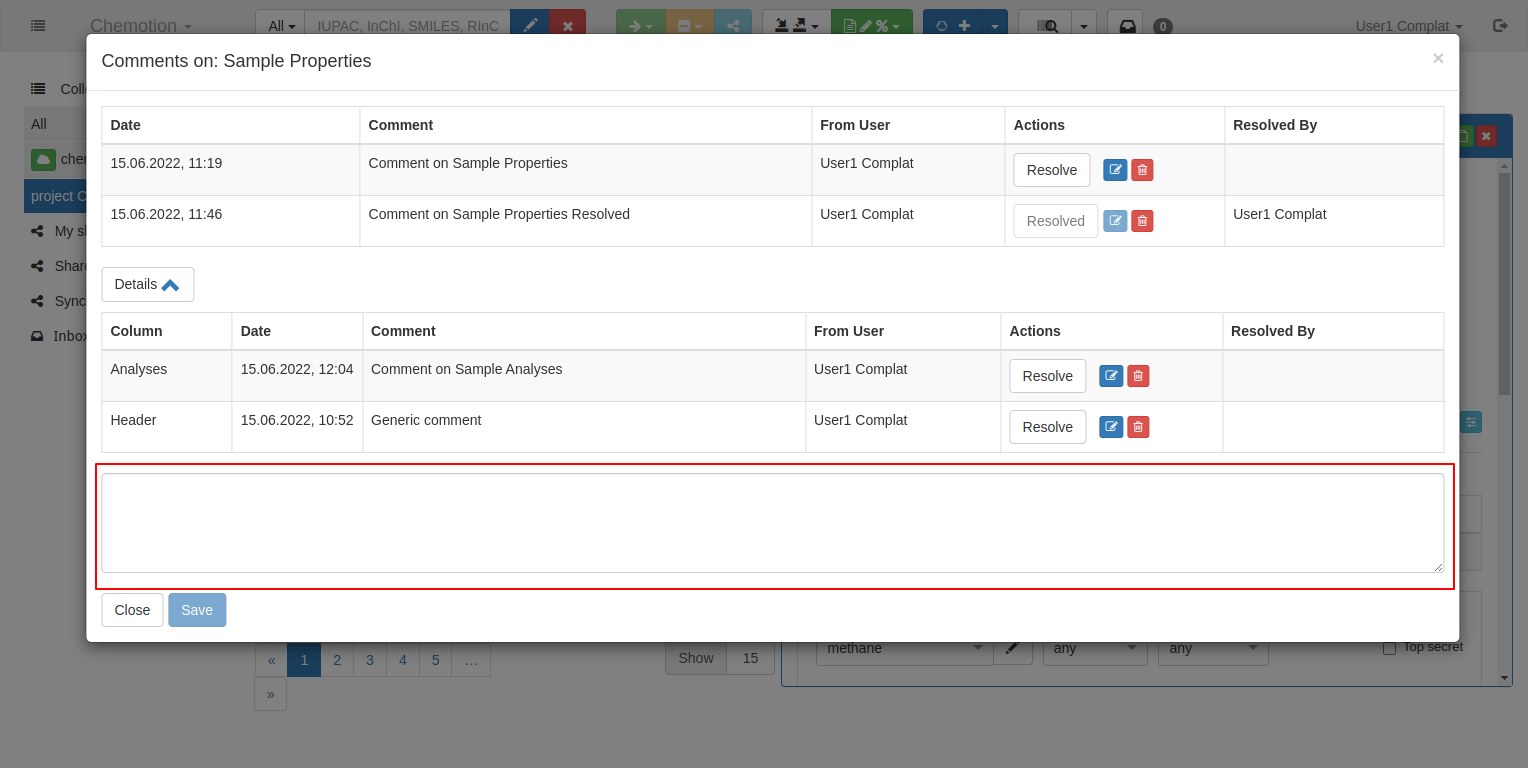 Chemotion
All
IUPAC, InChI, SMILES, RInC
0
User1 Complat
Comments on: Sample Properties
×
Date Comment From User Actions Resolved By
15.06.2022, 11:19 Comment on Sample Properties User1 Complat Resolve
15.06.2022, 11:46 Comment on Sample Properties Resolved User1 Complat Resolved User1 Complat
Details
Column Date Comment From User Actions Resolved By
Analyses 15.06.2022, 12:04 Comment on Sample Analyses User1 Complat Resolve
Header 15.06.2022, 10:52 Generic comment User1 Complat Resolve
Close Save
All
project
My
Inbox
« 1 2 3 4 5 …
»
Show 15
methane any any Top secret